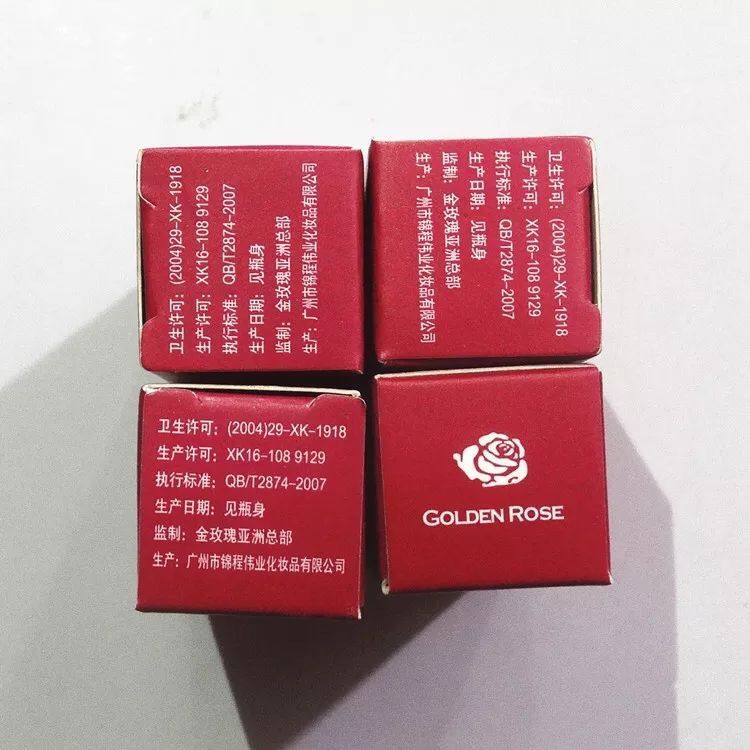 卫生许可：(2004)29-XK-1918
生产许可：XK16-108 9129
执行标准：QB/T2874-2007
生产日期：见瓶身
监制：金玫瑰亚洲总部
生产：广州市锦程伟业化妆品有限公司
卫生许可：(2004)29-XK-1918
生产许可：XK16-108 9129
执行标准：QB/T2874-2007
生产日期：见瓶身
监制：金玫瑰亚洲总部
生产：广州市锦程伟业化妆品有限公司
卫生许可：(2004)29-XK-1918
生产许可：XK16-108 9129
执行标准：QB/T2874-2007
生产日期：见瓶身
监制：金玫瑰亚洲总部
生产：广州市锦程伟业化妆品有限公司
GOLDEN ROSE